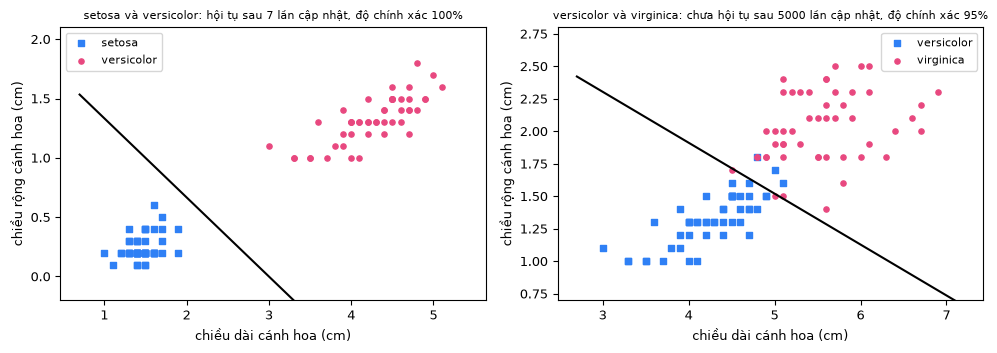 setosa và versicolor: hội tụ sau 7 lần cập nhật, độ chính xác 100%
setosa
versicolor
2.0
1.5
1.0
0.5
0.0
chiều rộng cánh hoa (cm)
1
2
3
4
5
chiều dài cánh hoa (cm)
versicolor và virginica: chưa hội tụ sau 5000 lần cập nhật, độ chính xác 95%
versicolor
virginica
2.75
2.50
2.25
2.00
1.75
1.50
1.25
1.00
0.75
chiều rộng cánh hoa (cm)
3
4
5
6
7
chiều dài cánh hoa (cm)